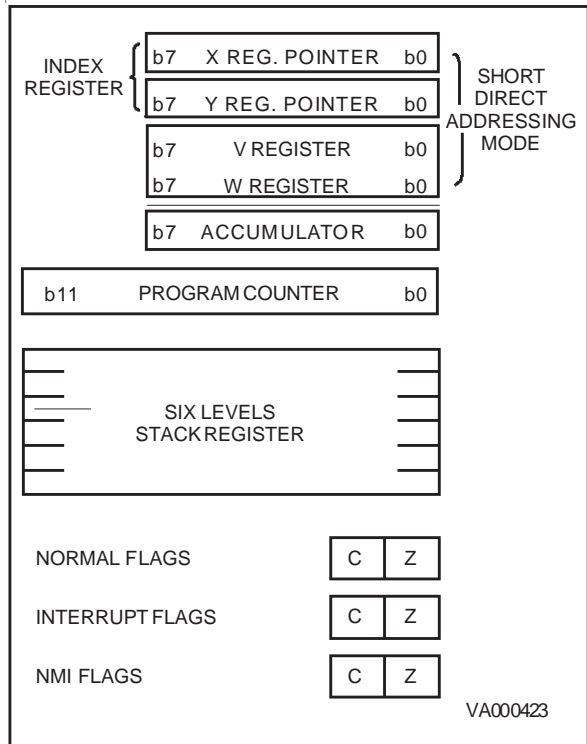 INDEX
REGISTER
b7 X REG. POINTER b0
b7 Y REG. POINTER b0
b7 V REGISTER b0
b7 W REGISTER b0
SHORT
DIRECT
ADDRESSING
MODE
b7 ACCUMULATOR b0
b11 PROGRAM COUNTER b0
SIX LEVELS
STACK REGISTER
NORMAL FLAGS C Z
INTERRUPT FLAGS C Z
NMI FLAGS C Z
VA000423